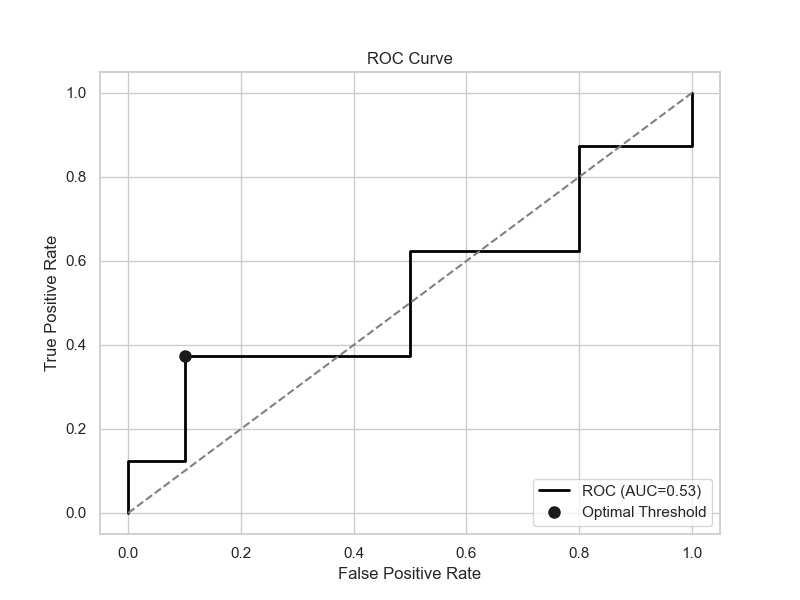 ROC Curve
True Positive Rate
1.0
0.8
0.6
0.4
0.2
0.0
0.0 0.2 0.4 0.6 0.8 1.0
False Positive Rate
ROC (AUC=0.53)
Optimal Threshold